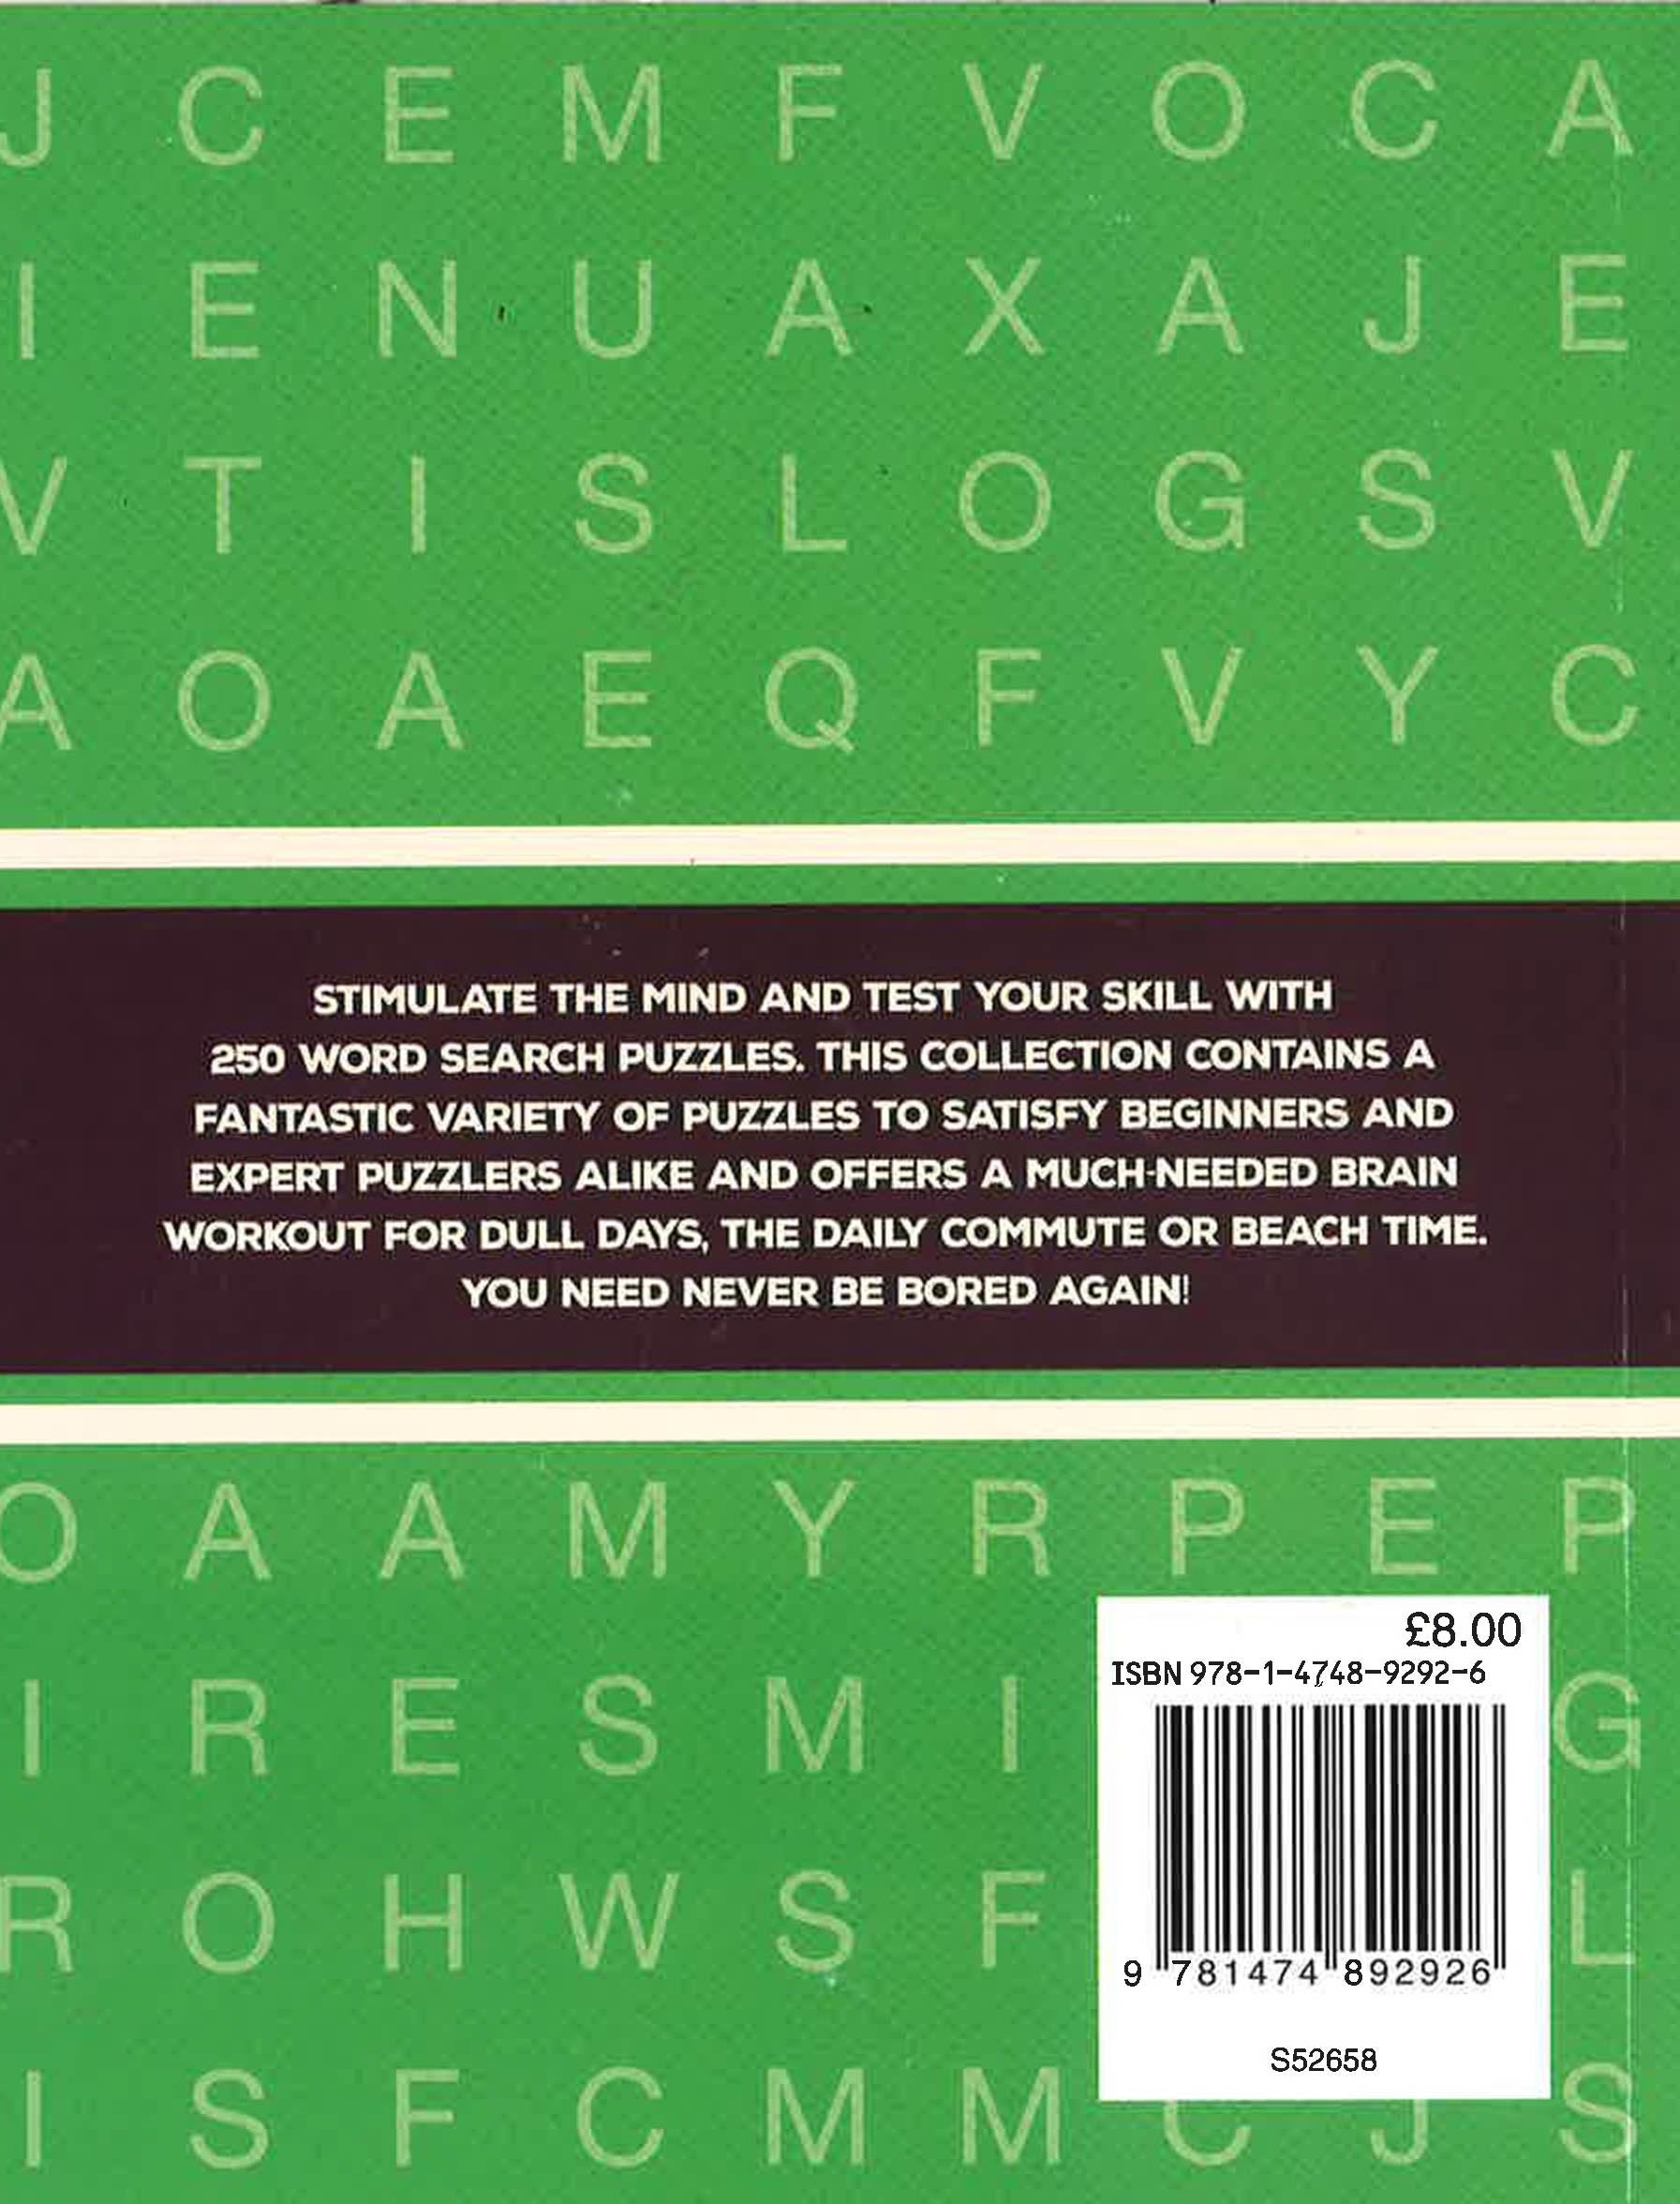 J C E M F V O C A
I E N U A X A J E
V T I S L O G S V
A O A E Q F V Y C
STIMULATE THE MIND AND TEST YOUR SKILL WITH
250 WORD SEARCH PUZZLES. THIS COLLECTION CONTAINS A
FANTASTIC VARIETY OF PUZZLES TO SATISFY BEGINNERS AND
EXPERT PUZZLERS ALIKE AND OFFERS A MUCH-NEEDED BRAIN
WORKOUT FOR DULL DAYS, THE DAILY COMMUTE OR BEACH TIME.
YOU NEED NEVER BE BORED AGAIN!
O A A M Y R P E P
£8.00
ISBN 978-1-4748-9292-6
I R E S M I G
R O H W S F L
9 781474 892926
S52658
I S F C M M C J S